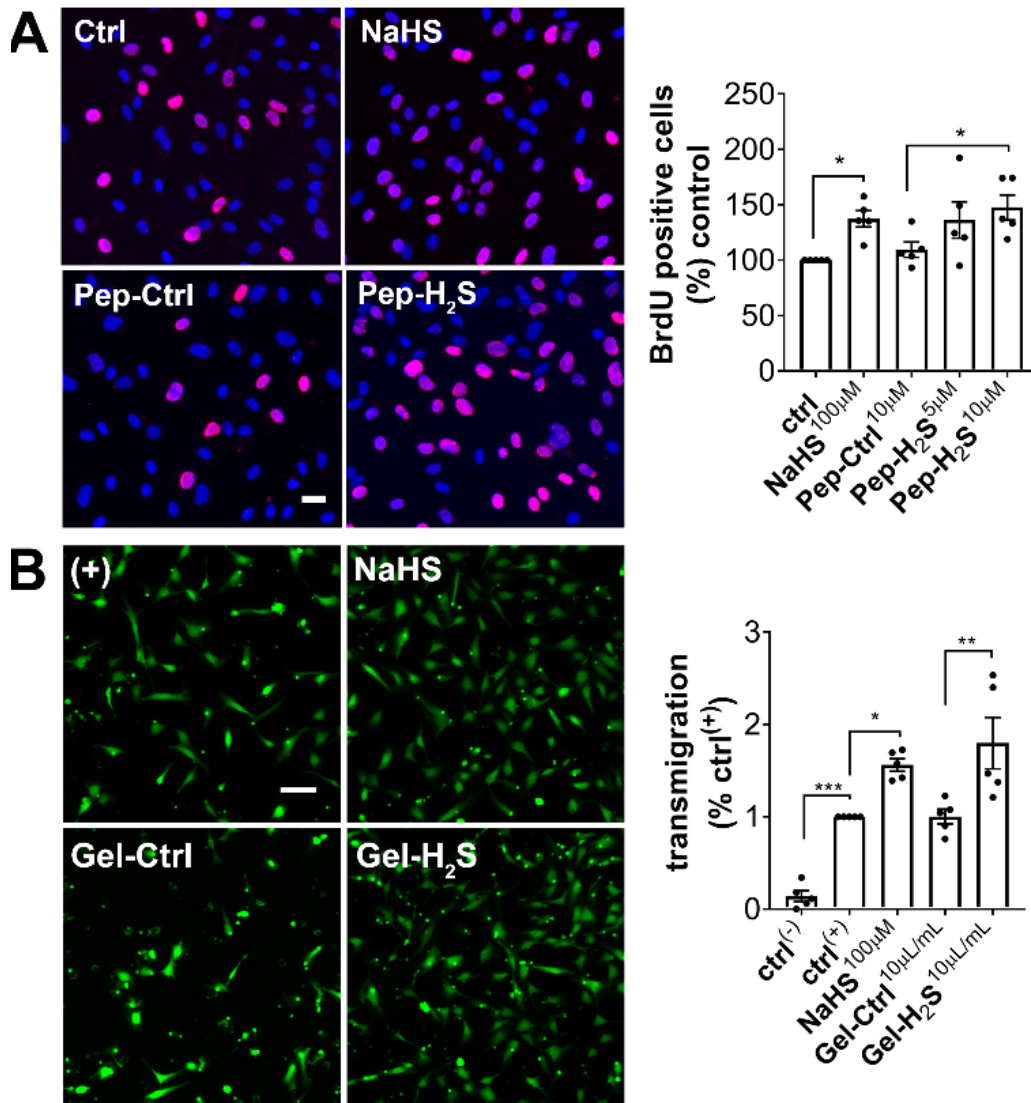 A
Ctrl
NaHS
Pep-Ctrl
Pep-H₂S
BrdU positive cells
(%) control
250
200
150
100
50
0
*
*
ctrl
NaHS 100µM
Pep-Ctrl 10µM
Pep-H₂S 5µM
Pep-H₂S 10µM
B
(+)
NaHS
Gel-Ctrl
Gel-H₂S
transmigration
(% ctrl(+))
3
2
1
0
***
*
**
ctrl(-)
ctrl(+)
NaHS 100µM
Gel-Ctrl 10µL/mL
Gel-H₂S 10µL/mL